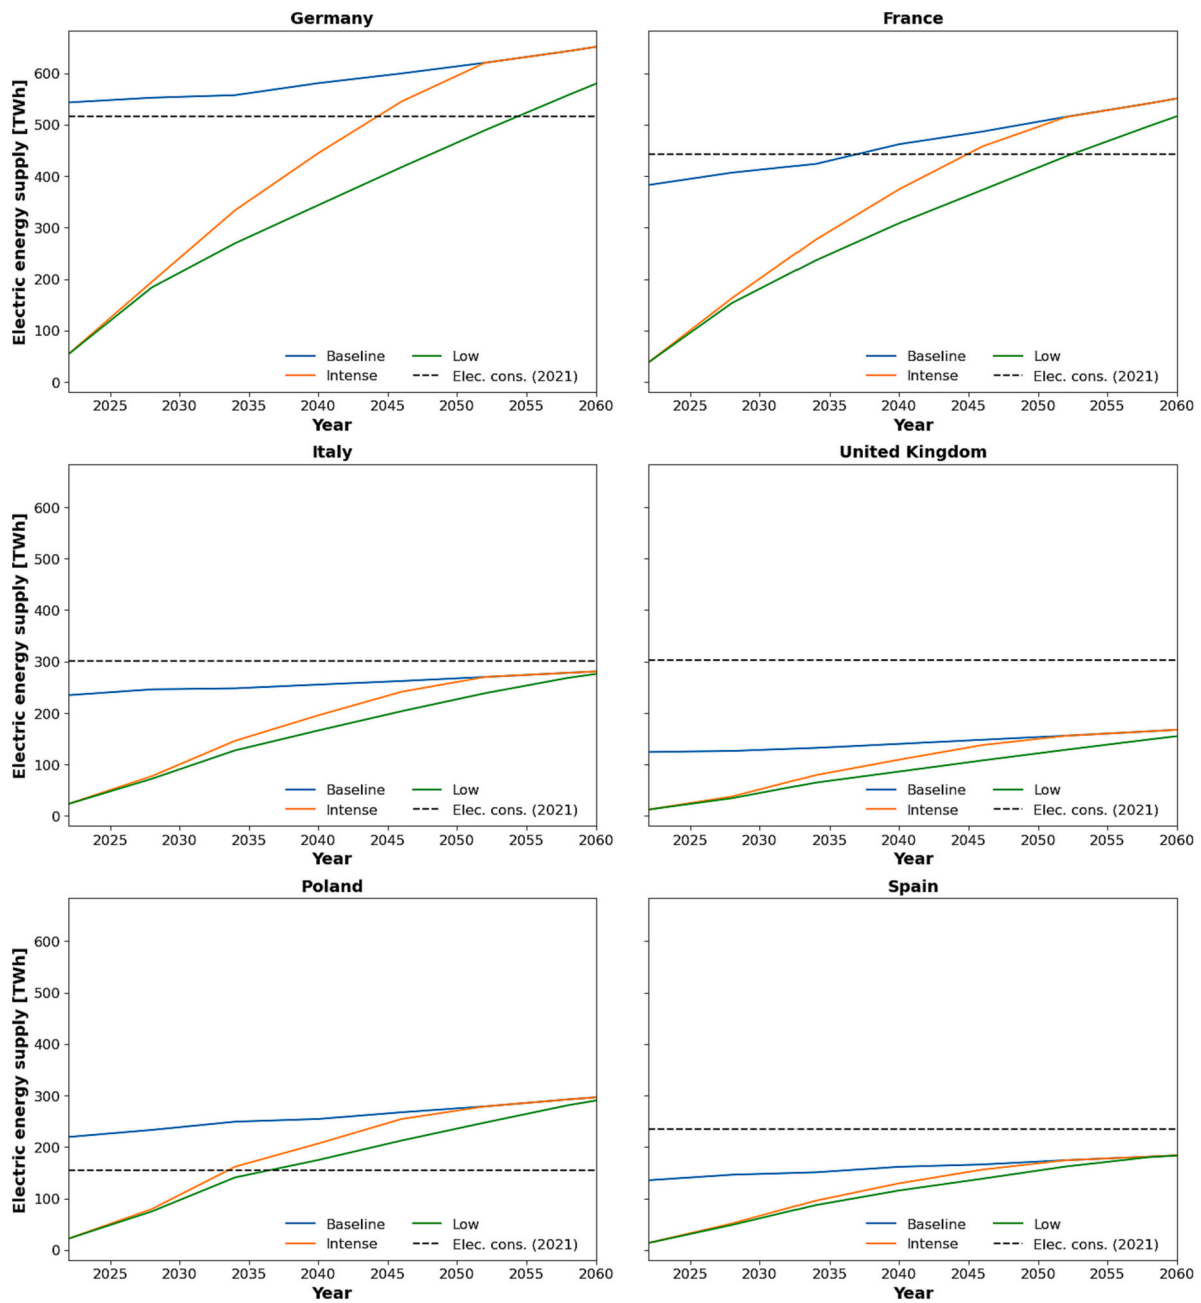 Germany
Electric energy supply [TWh]
600
500
400
300
200
100
0
Baseline
Intense
Low
Elec. cons. (2021)
2025 2030 2035 2040 2045 2050 2055 2060
Year
France
Baseline
Intense
Low
Elec. cons. (2021)
2025 2030 2035 2040 2045 2050 2055 2060
Year
Italy
Electric energy supply [TWh]
600
500
400
300
200
100
0
Baseline
Intense
Low
Elec. cons. (2021)
2025 2030 2035 2040 2045 2050 2055 2060
Year
United Kingdom
Baseline
Intense
Low
Elec. cons. (2021)
2025 2030 2035 2040 2045 2050 2055 2060
Year
Poland
Electric energy supply [TWh]
600
500
400
300
200
100
0
Baseline
Intense
Low
Elec. cons. (2021)
2025 2030 2035 2040 2045 2050 2055 2060
Year
Spain
Baseline
Intense
Low
Elec. cons. (2021)
2025 2030 2035 2040 2045 2050 2055 2060
Year